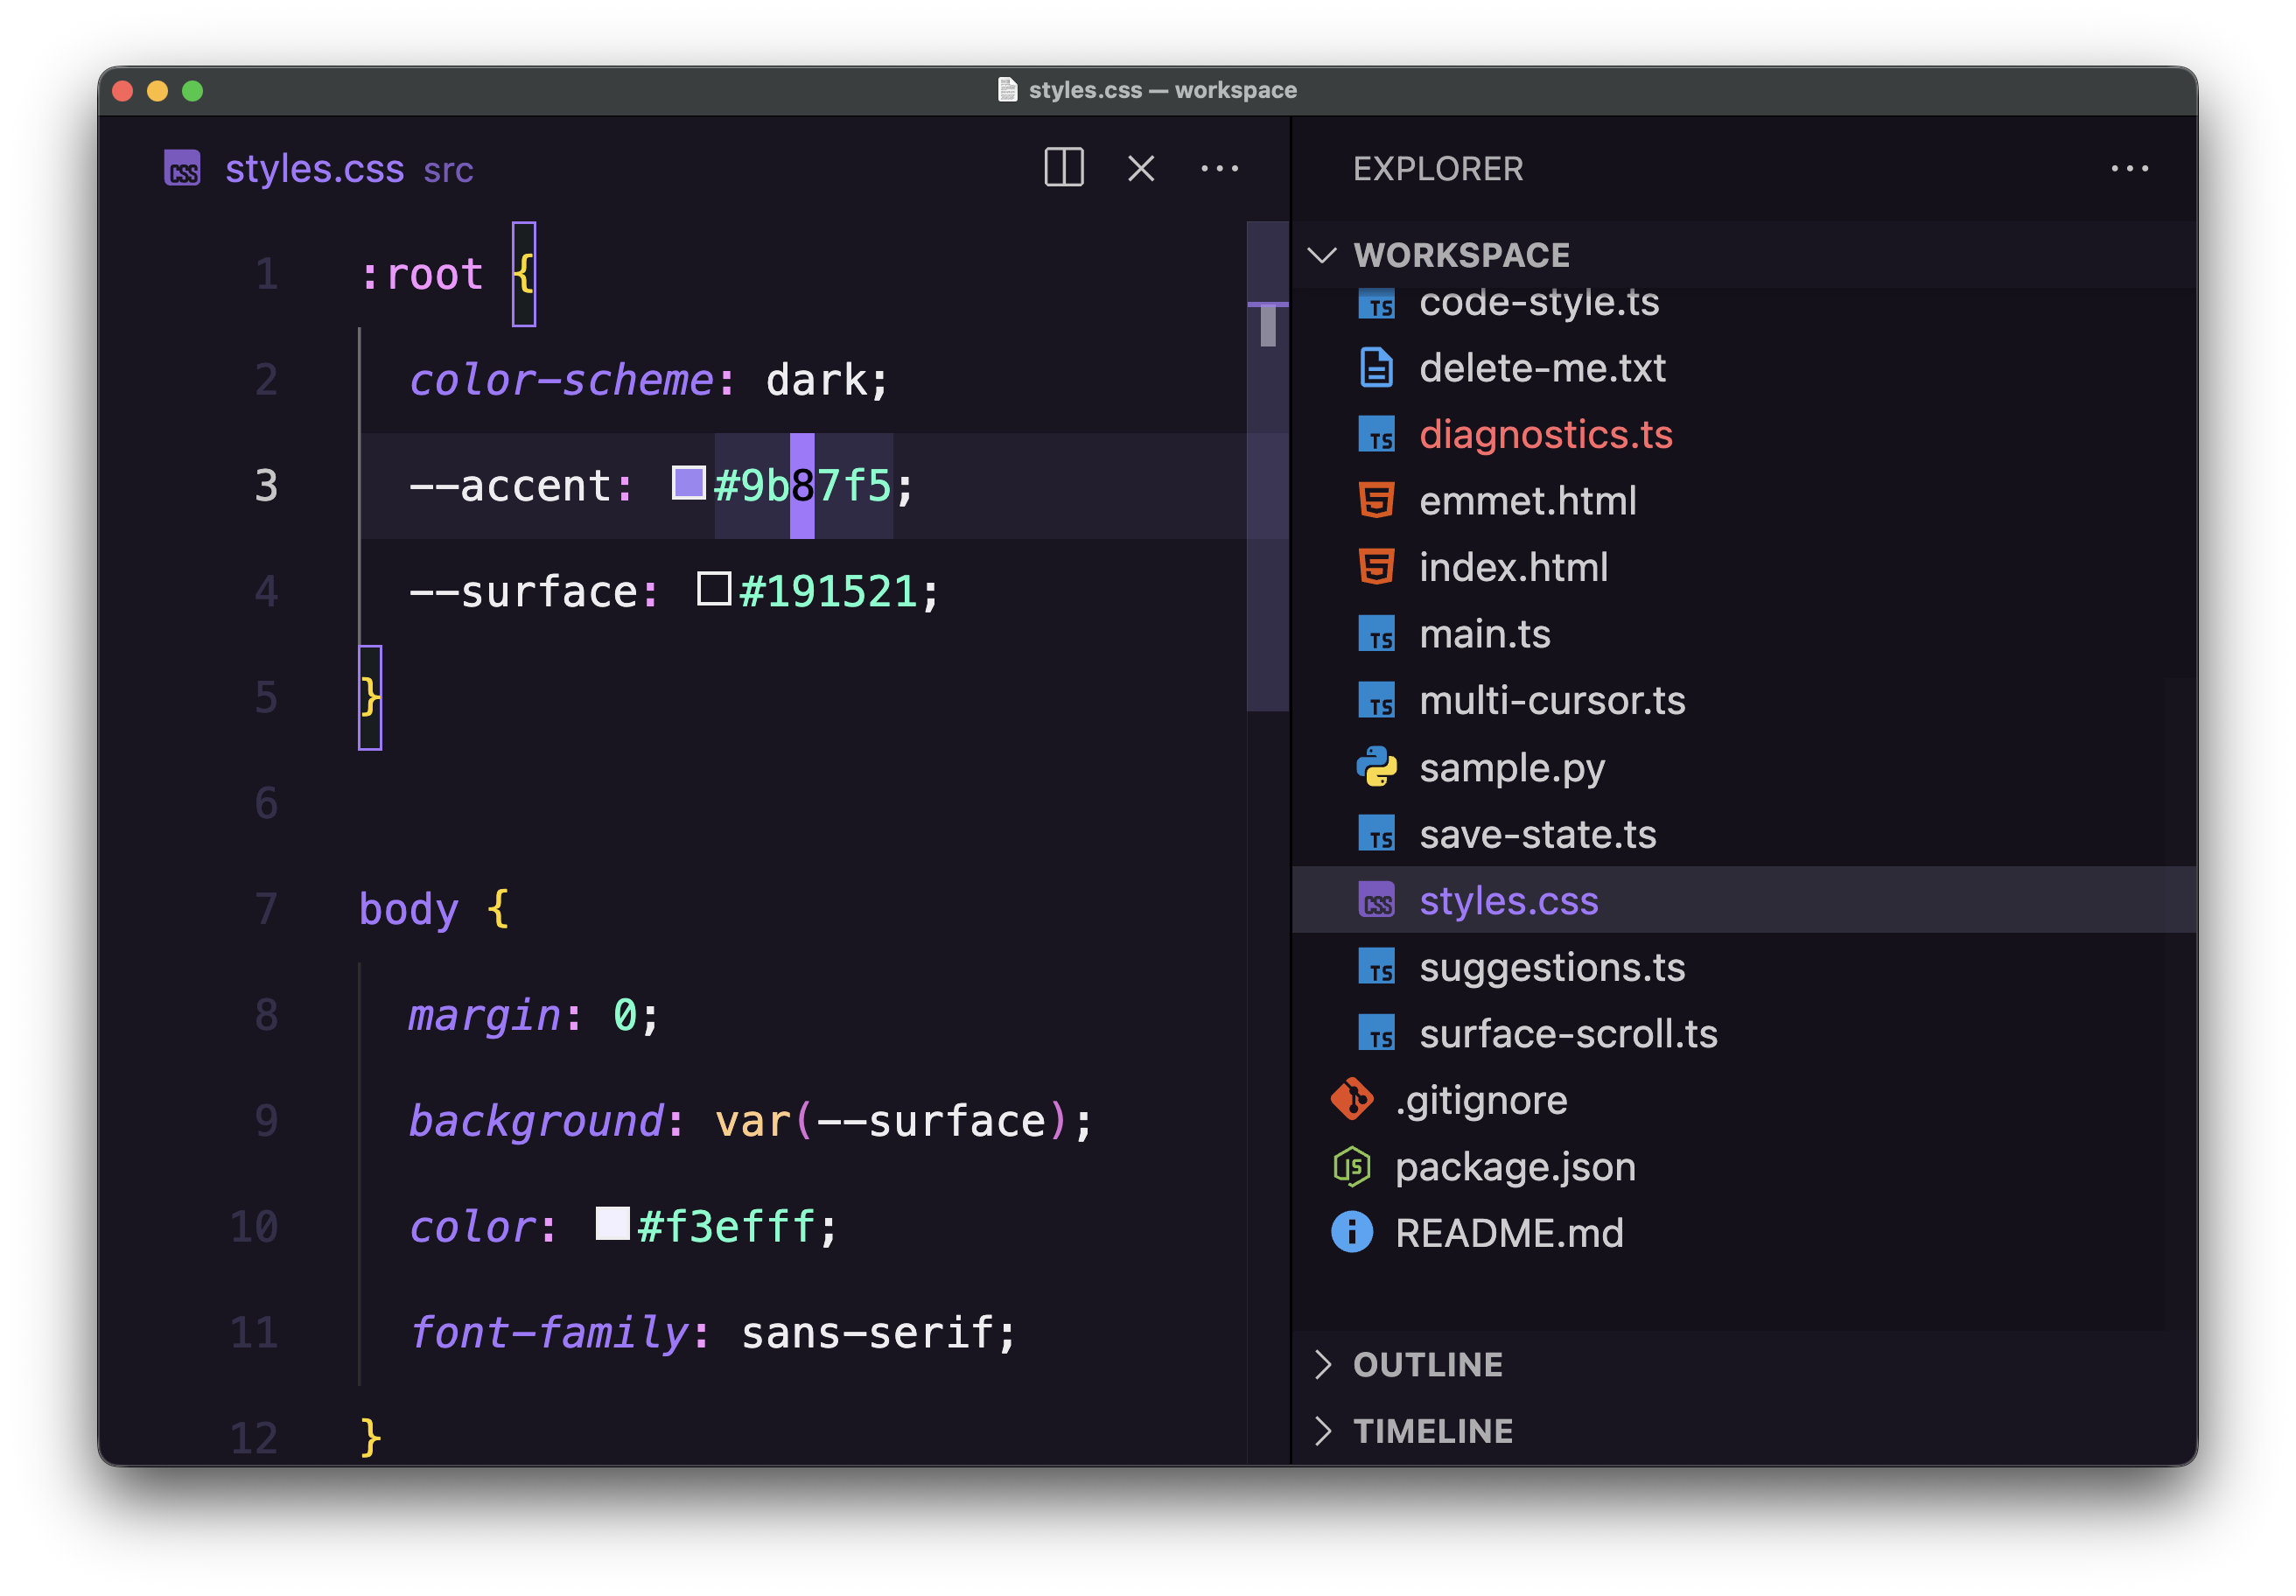 styles.css — workspace
styles.css src
1 :root {
2 color-scheme: dark;
3 --accent: #9b87f5;
4 --surface: #191521;
5 }
6
7 body {
8 margin: 0;
9 background: var(--surface);
10 color: #f3efff;
11 font-family: sans-serif;
12 }
EXPLORER
WORKSPACE
code-style.ts
delete-me.txt
diagnostics.ts
emmet.html
index.html
main.ts
multi-cursor.ts
sample.py
save-state.ts
styles.css
suggestions.ts
surface-scroll.ts
.gitignore
package.json
README.md
OUTLINE
TIMELINE